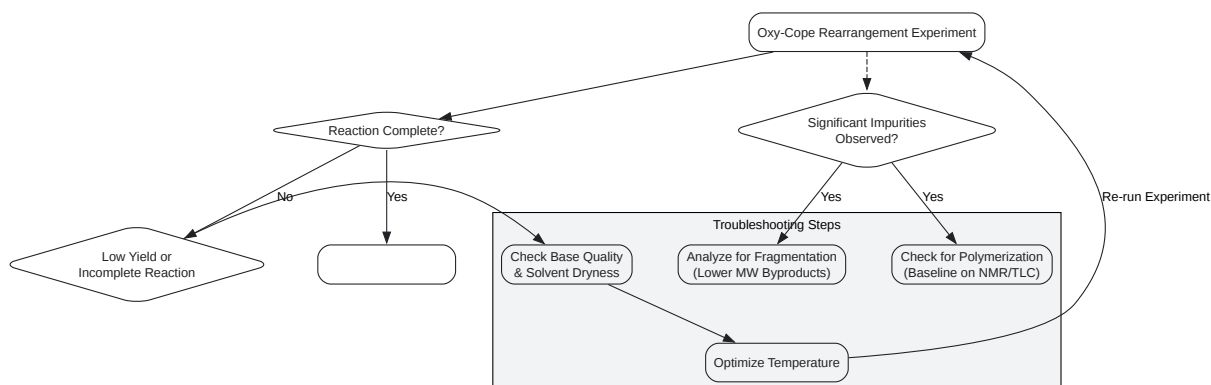 Oxy-Cope Rearrangement Experiment
Reaction Complete?
Significant Impurities
Observed?
No
Yes
Yes
Yes
Re-run Experiment
Troubleshooting Steps
Low Yield or
Incomplete Reaction
Check Base Quality
& Solvent Dryness
Analyze for Fragmentation
(Lower MW Byproducts)
Check for Polymerization
(Baseline on NMR/TLC)
Optimize Temperature